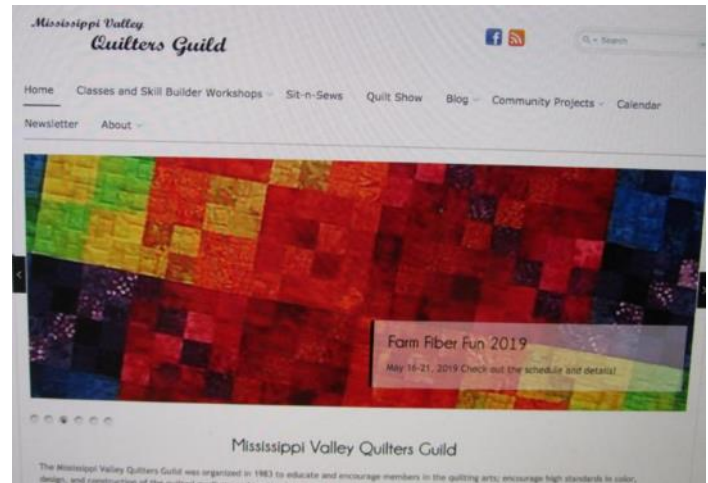 Mississippi Valley
Quilters Guild
Search
Home Classes and Skill Builder Workshops Sit-n-Sews Quilt Show Blog Community Projects Calendar
Newsletter About
Farm Fiber Fun 2019
May 16-21, 2019 Check out the schedule and details!
Mississippi Valley Quilters Guild
The Mississippi Valley Quilters Guild was organized in 1983 to educate and encourage members in the quilting arts; encourage high standards in color,
design, and construction of